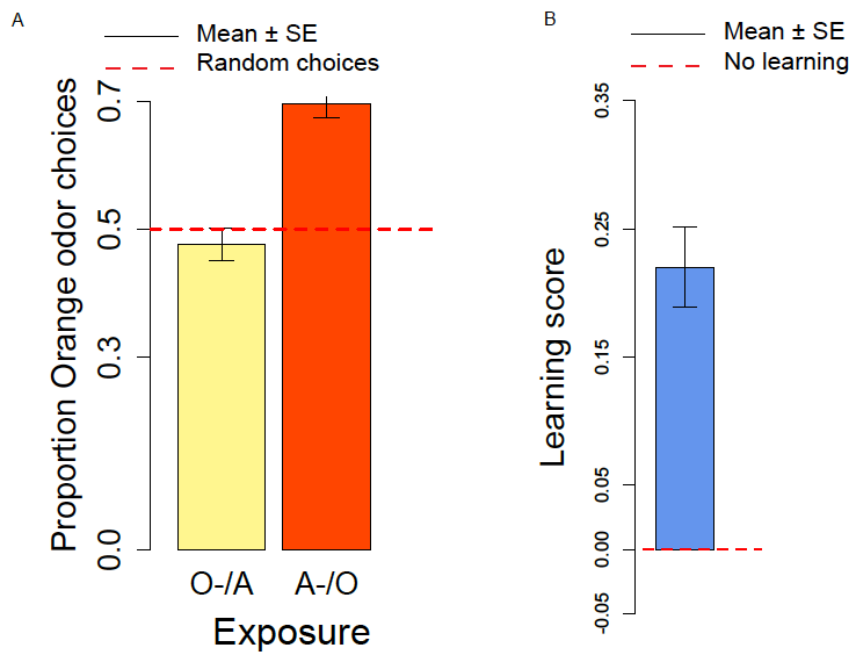 A
Mean ± SE
Random choices
Proportion Orange odor choices
0.7
0.5
0.3
0.0
O-/A
A-/O
Exposure
B
Mean ± SE
No learning
Learning score
0.35
0.25
0.15
0.05
0.00
-0.05